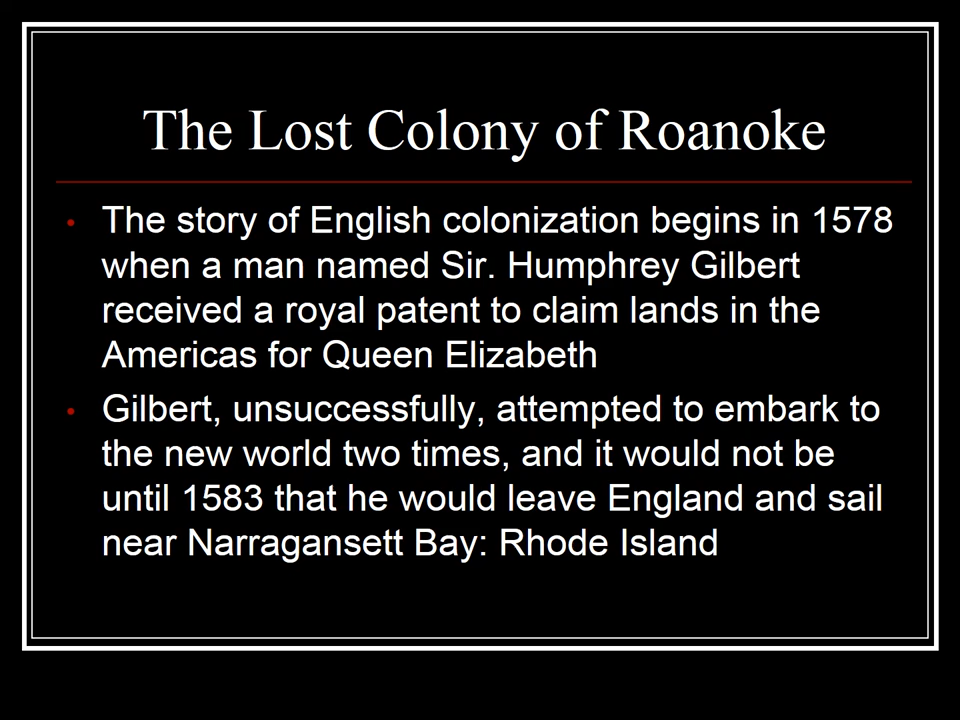 The Lost Colony of Roanoke
• The story of English colonization begins in 1578
when a man named Sir. Humphrey Gilbert
received a royal patent to claim lands in the
Americas for Queen Elizabeth
• Gilbert, unsuccessfully, attempted to embark to
the new world two times, and it would not be
until 1583 that he would leave England and sail
near Narragansett Bay: Rhode Island